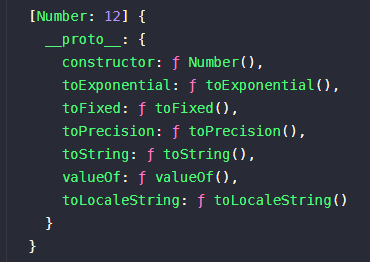 [Number: 12] {
  __proto__: {
    constructor: ƒ Number(),
    toExponential: ƒ toExponential(),
    toFixed: ƒ toFixed(),
    toPrecision: ƒ toPrecision(),
    toString: ƒ toString(),
    valueOf: ƒ valueOf(),
    toLocaleString: ƒ toLocaleString()
  }
}